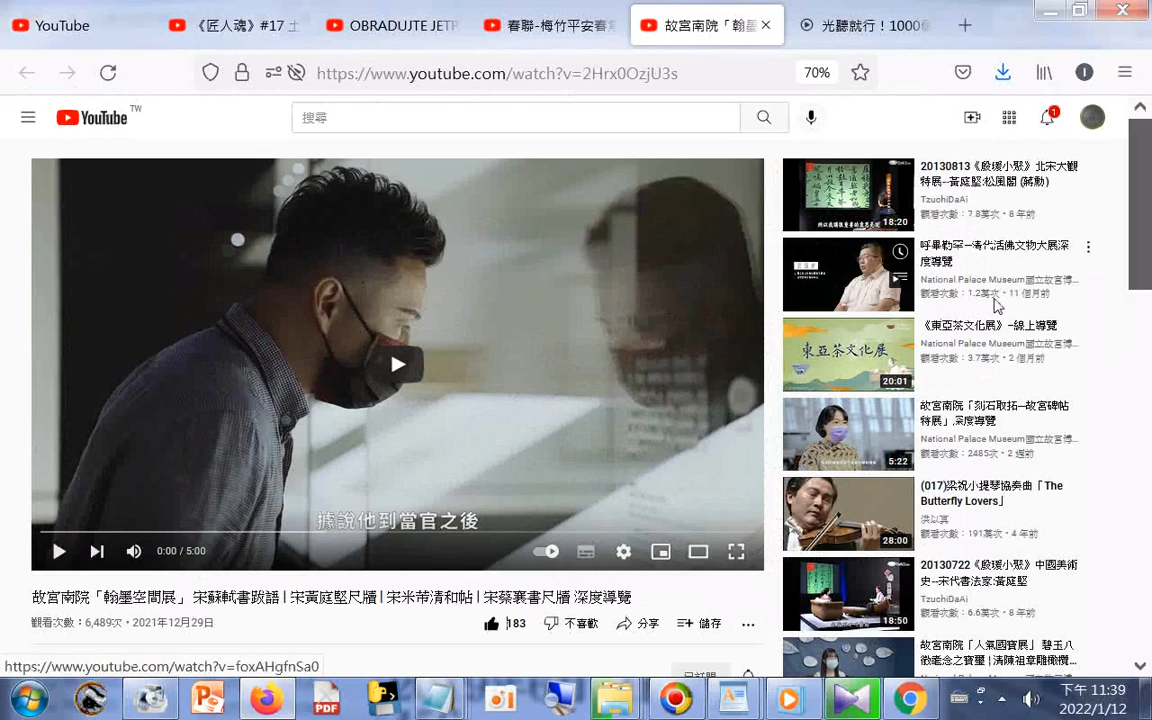 YouTube
《匠人魂》#17 土
OBRADUJTE JETR
春聯-梅竹平安春
故宮南院「翰墨
光聽就行！1000個
https://www.youtube.com/watch?v=2Hrx0OzjU3s
70%
YouTube
TW
搜尋
1
據說他到當官之後
0:00 / 5:00
故宮南院「翰墨空間展」 宋蘇軾書跋語 | 宋黃庭堅尺牘 | 宋米芾清和帖 | 宋蔡襄書尺牘 深度導覽
觀看次數：6,489次・2021年12月29日
183
不喜歡
分享
儲存
已訂閱
18:20
20130813《殷瑗小聚》北宋大觀
特展--黃庭堅:松風閣 (蔣勳)
TzuchiDaAi
觀看次數：7.8萬次・8 年前
呼畢勒罕—清代活佛文物大展深
度導覽
National Palace Museum國立故宮博...
觀看次數：1.2萬次・11 個月前
東亞茶文化展
20:01
《東亞茶文化展》-線上導覽
National Palace Museum國立故宮博...
觀看次數：3.7萬次・2 個月前
5:22
故宮南院「刻石取拓—故宮碑帖
特展」深度導覽
National Palace Museum國立故宮博...
觀看次數：2485次・2 週前
28:00
(017)梁祝小提琴協奏曲「The
Butterfly Lovers」
洪以寞
觀看次數：191萬次・4 年前
18:50
20130722《殷瑗小聚》中國美術
史--宋代書法家:黃庭堅
TzuchiDaAi
觀看次數：6.6萬次・8 年前
故宮南院「人氣國寶展」 碧玉八
徵耄念之寶璽 | 清陳祖章雕橄欖...
https://www.youtube.com/watch?v=foxAHgfnSa0
PDF
下午 11:39
2022/1/12